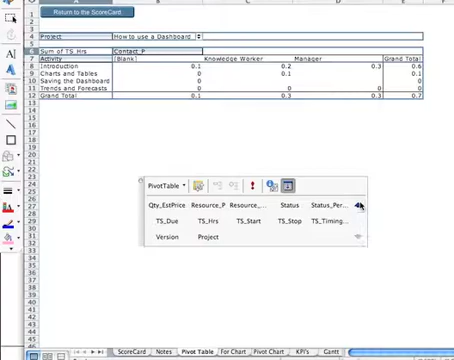 Return to the ScoreCard
Project How to use a Dashboard
Sum of TS_Hrs Contact_P
Activity [Blank] Knowledge Worker Manager Grand Total
Introduction 0.1 0.2 0.3 0.6
Charts and Tables 0 0.1 0.1
Saving the Dashboard 0 0
Trends and Forecasts 0 0 0 0
Grand Total 0.1 0.3 0.3 0.7
PivotTable
Qty_EstPrice Resource_P Resource_... Status Status_Per...
TS_Due TS_Hrs TS_Start TS_Stop TS_Timing...
Version Project
ScoreCard Notes Pivot Table For Chart Pivot Chart KPI's Gantt